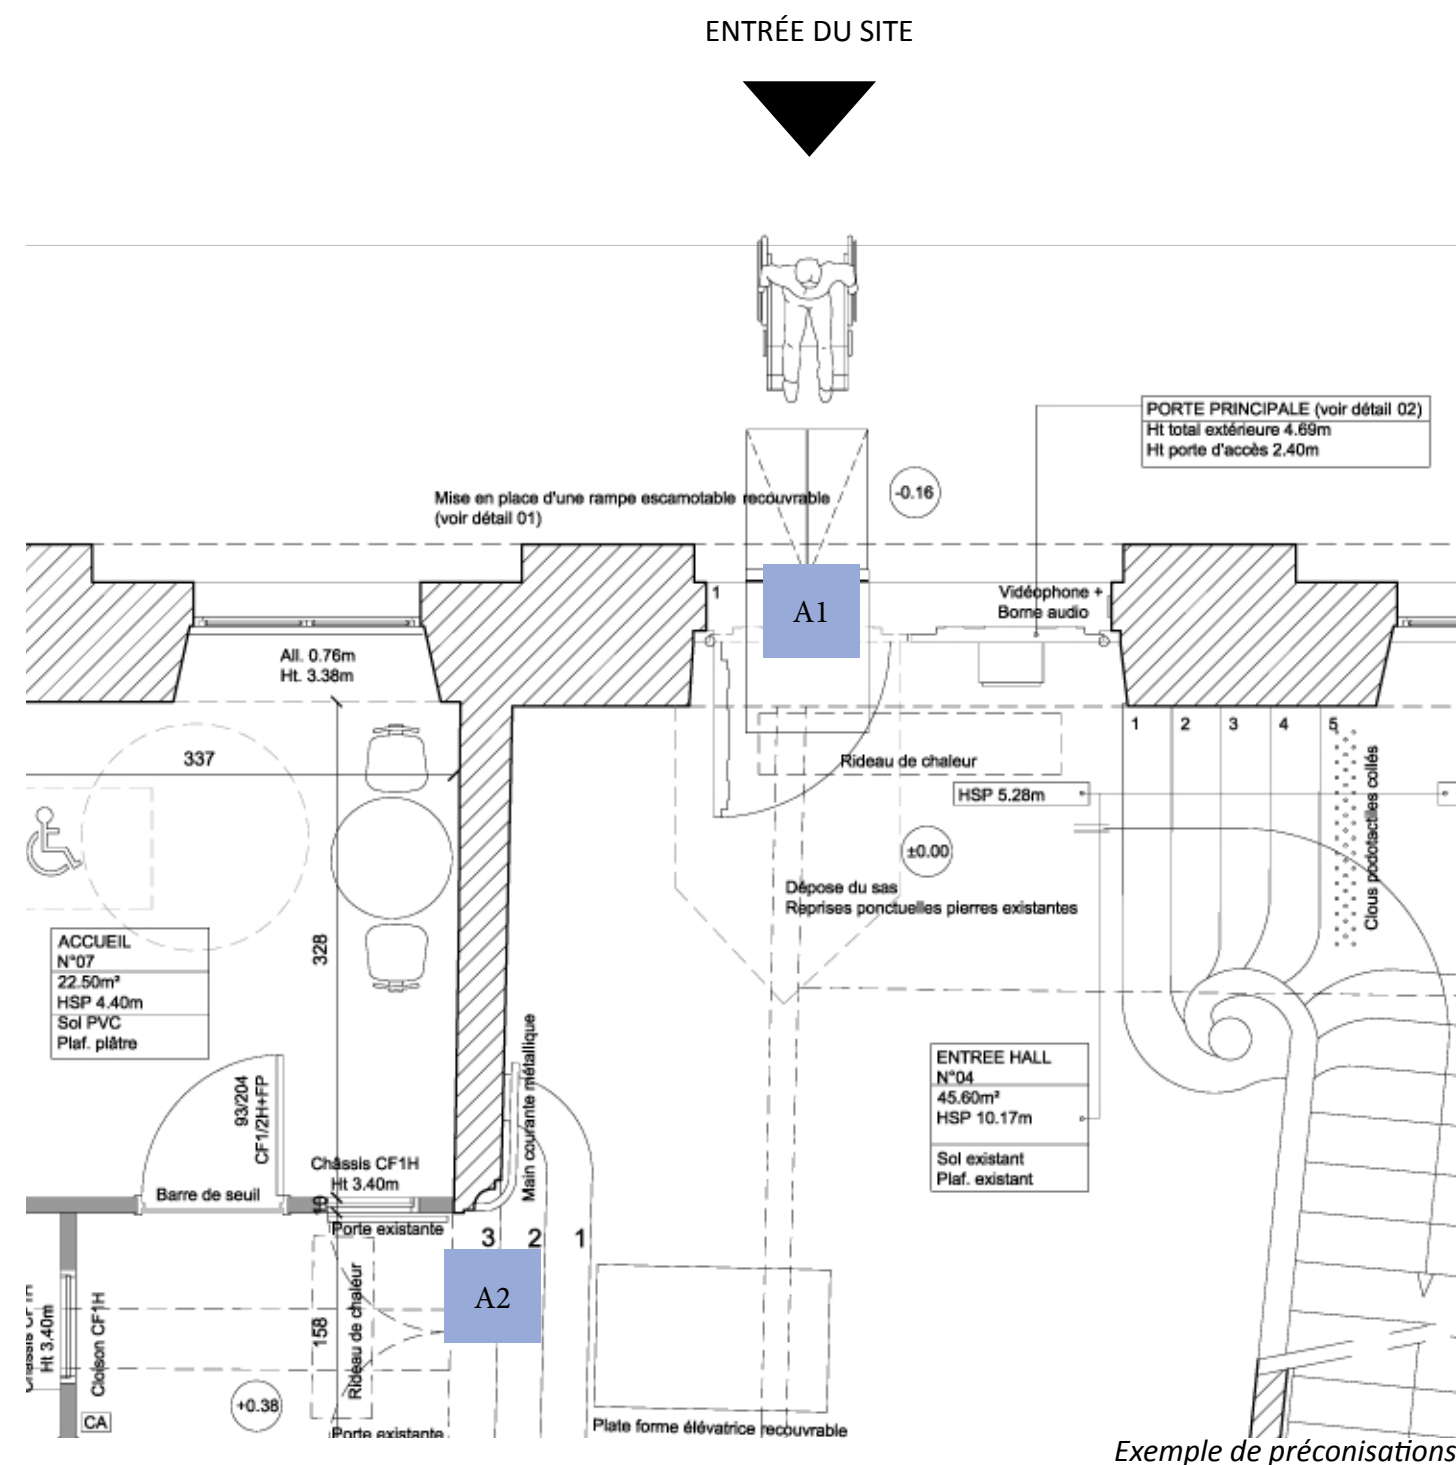 ENTRÉE DU SITE
PORTE PRINCIPALE (voir détail 02)
Ht total extérieure 4.69m
Ht porte d'accès 2.40m
Mise en place d'une rampe escamotable recouvrable
(voir détail 01)
-0.16
1
A1
Vidéophone +
Borne audio
All. 0.76m
Ht. 3.38m
337
328
Rideau de chaleur
HSP 5.28m
1 2 3 4 5
Clous podotactiles collés
±0.00
Dépose du sas
Reprises ponctuelles pierres existantes
ACCUEIL
N°07
22.50m²
HSP 4.40m
Sol PVC
Plaf. plâtre
ENTREE HALL
N°04
45.60m²
HSP 10.17m
Sol existant
Plaf. existant
93/204
CF1/2H+FP
Main courante métallique
Châssis CF1H
Ht 3.40m
Barre de seuil
10
Porte existante
3 2 1
A2
Rideau de chaleur
158
Châssis CF1H
Ht 3.40m
Cloison CF1H
+0.38
CA
Porte existante
Plate forme élévatrice recouvrable
Exemple de préconisations